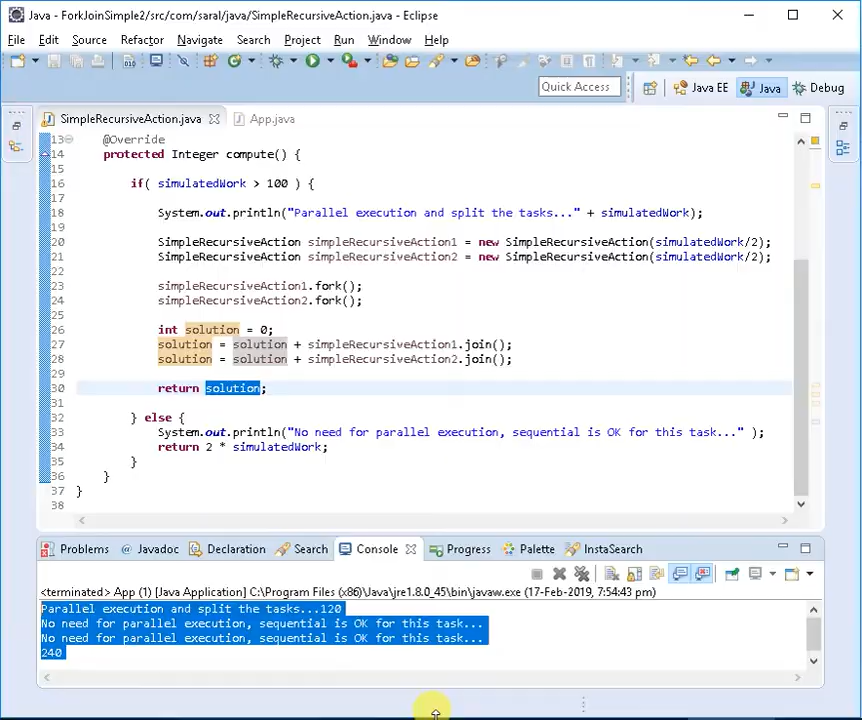 Java - ForkJoinSimple2/src/com/saral/java/SimpleRecursiveAction.java - Eclipse
File Edit Source Refactor Navigate Search Project Run Window Help
Quick Access Java EE Java Debug
SimpleRecursiveAction.java App.java
13 @Override
14 protected Integer compute() {
15
16 if( simulatedWork > 100 ) {
17
18 System.out.println("Parallel execution and split the tasks..." + simulatedWork);
19
20 SimpleRecursiveAction simpleRecursiveAction1 = new SimpleRecursiveAction(simulatedWork/2);
21 SimpleRecursiveAction simpleRecursiveAction2 = new SimpleRecursiveAction(simulatedWork/2);
22
23 simpleRecursiveAction1.fork();
24 simpleRecursiveAction2.fork();
25
26 int solution = 0;
27 solution = solution + simpleRecursiveAction1.join();
28 solution = solution + simpleRecursiveAction2.join();
29
30 return solution;
31
32 } else {
33 System.out.println("No need for parallel execution, sequential is OK for this task..." );
34 return 2 * simulatedWork;
35 }
36 }
37 }
38
Problems @ Javadoc Declaration Search Console Progress Palette InstaSearch
<terminated> App (1) [Java Application] C:\Program Files (x86)\Java\jre1.8.0_45\bin\javaw.exe (17-Feb-2019, 7:54:43 pm)
Parallel execution and split the tasks...120
No need for parallel execution, sequential is OK for this task...
No need for parallel execution, sequential is OK for this task...
240